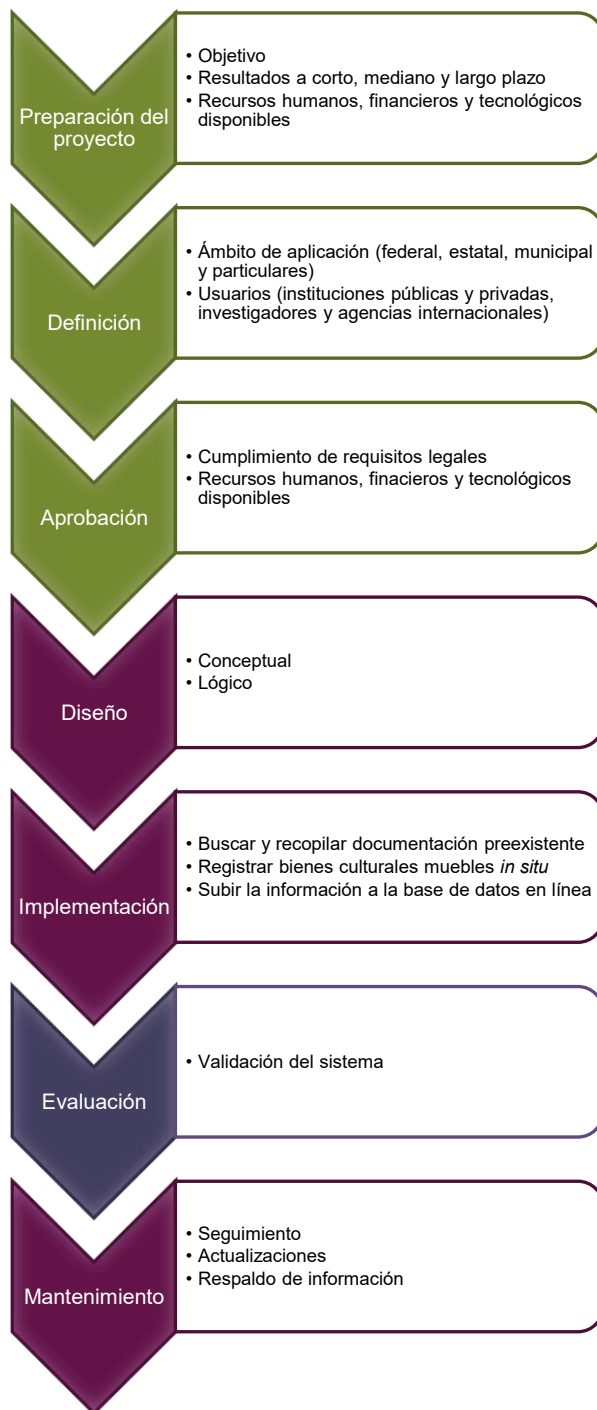 Preparación del
proyecto
• Objetivo
• Resultados a corto, mediano y largo plazo
• Recursos humanos, financieros y tecnológicos
disponibles
Definición
• Ámbito de aplicación (federal, estatal, municipal
y particulares)
• Usuarios (instituciones públicas y privadas,
investigadores y agencias internacionales)
Aprobación
• Cumplimiento de requisitos legales
• Recursos humanos, finacieros y tecnológicos
disponibles
Diseño
• Conceptual
• Lógico
Implementación
• Buscar y recopilar documentación preexistente
• Registrar bienes culturales muebles in situ
• Subir la información a la base de datos en línea
Evaluación
• Validación del sistema
Mantenimiento
• Seguimiento
• Actualizaciones
• Respaldo de información